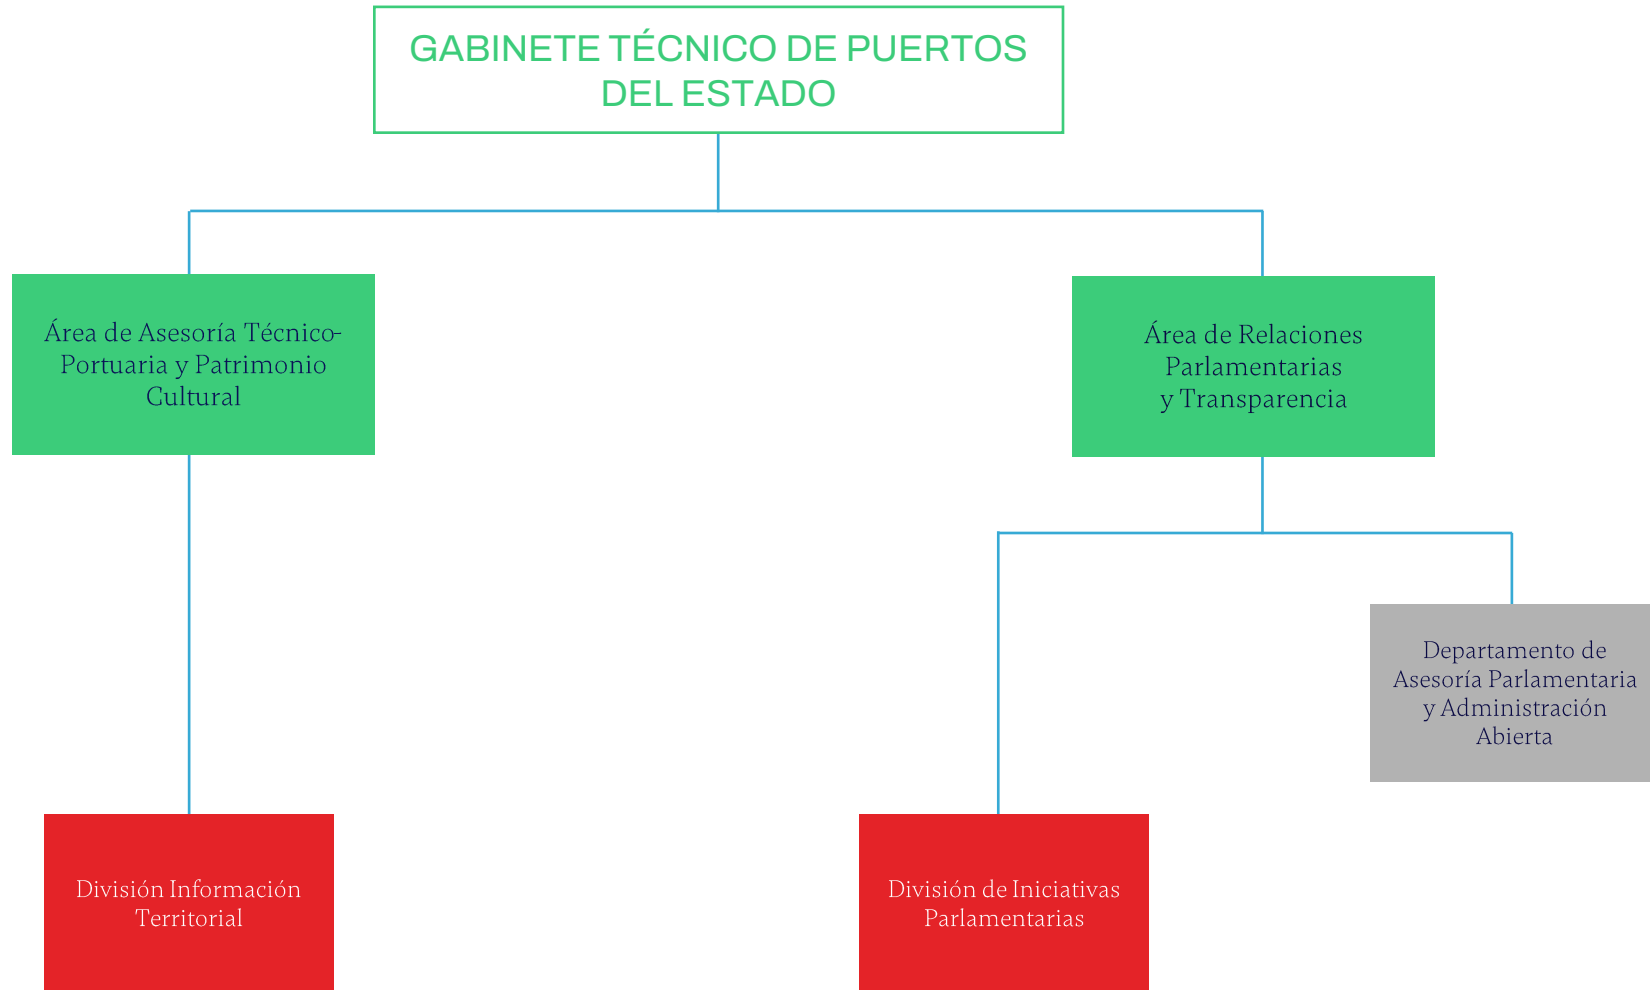 GABINETE TÉCNICO DE PUERTOS
DEL ESTADO
Área de Asesoría Técnico-
Portuaria y Patrimonio
Cultural
Área de Relaciones
Parlamentarias
y Transparencia
Departamento de
Asesoría Parlamentaria
y Administración
Abierta
División Información
Territorial
División de Iniciativas
Parlamentarias